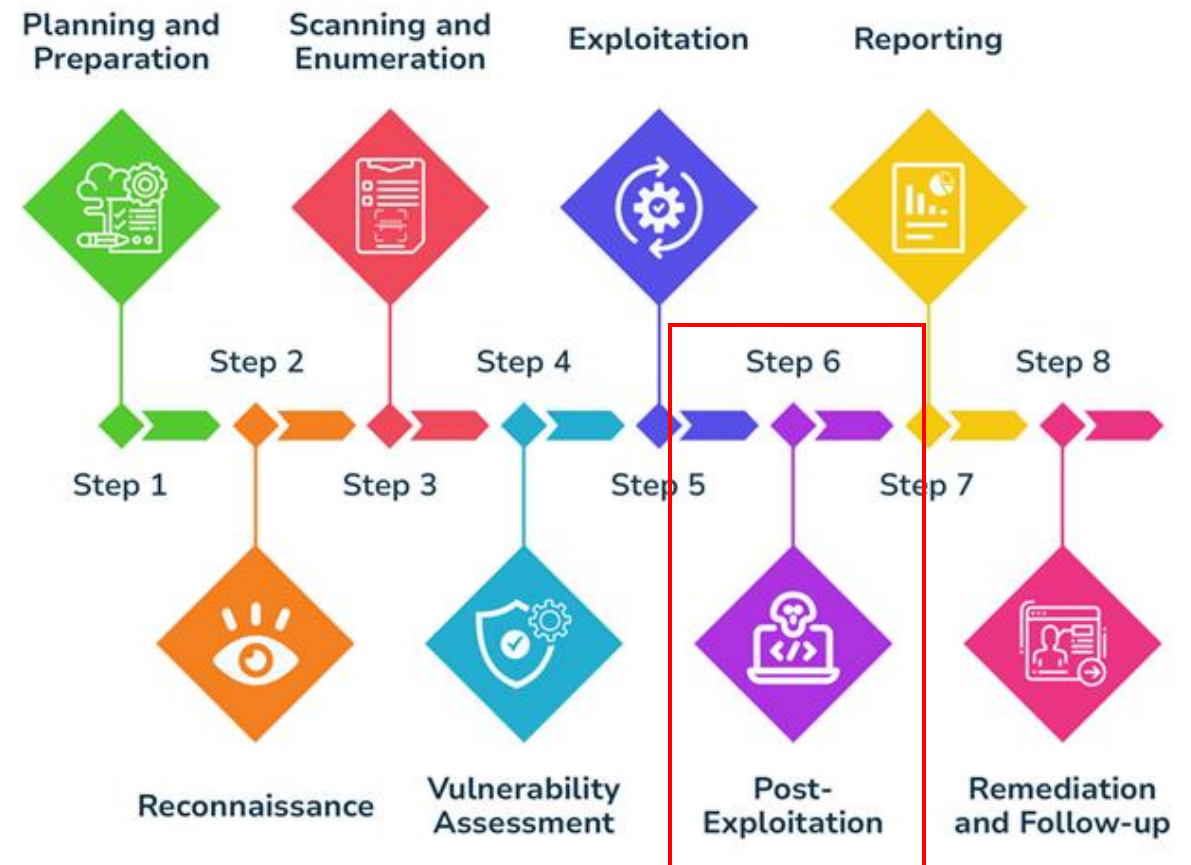 Planning and
Preparation
Scanning and
Enumeration
Exploitation
Reporting
Step 2
Step 4
Step 6
Step 8
Step 1
Step 3
Step 5
Step 7
Reconnaissance
Vulnerability
Assessment
Post-
Exploitation
Remediation
and Follow-up